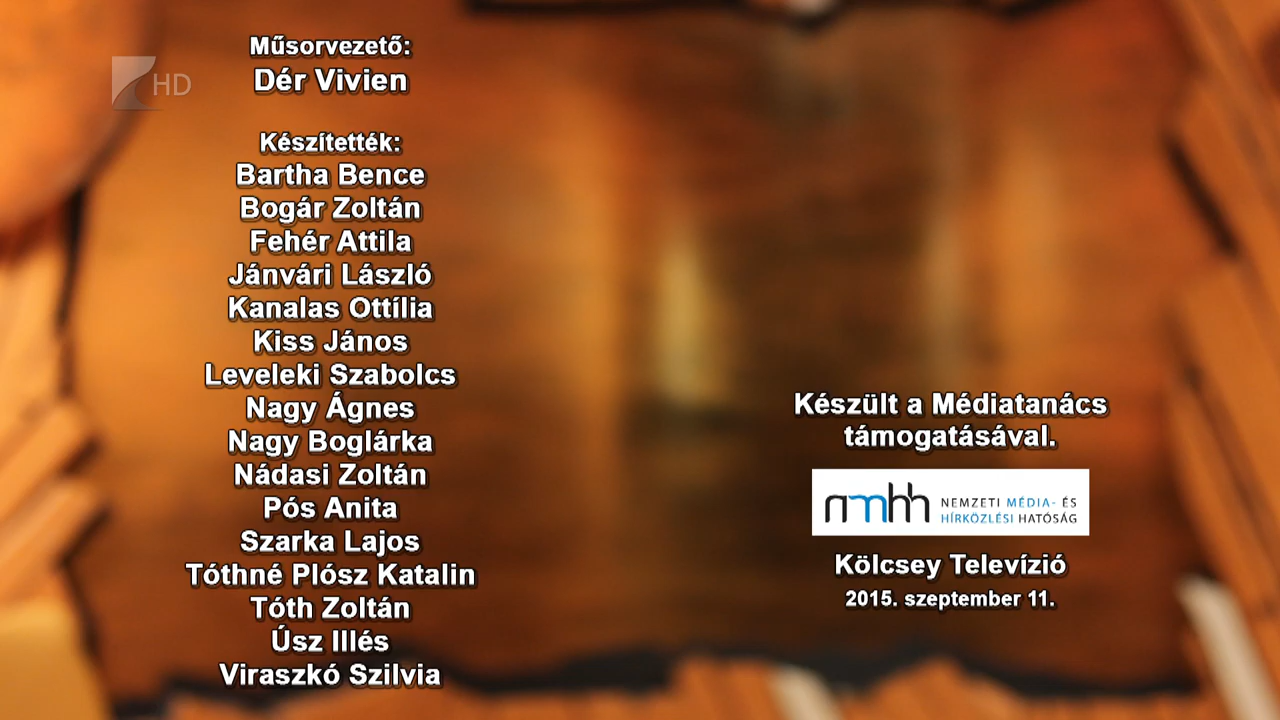 HD
Műsorvezető:
Dér Vivien
Készítették:
Bartha Bence
Bogár Zoltán
Fehér Attila
Jánvári László
Kanalas Ottília
Kiss János
Leveleki Szabolcs
Nagy Ágnes
Nagy Boglárka
Nádasi Zoltán
Pós Anita
Szarka Lajos
Tóthné Plósz Katalin
Tóth Zoltán
Úsz Illés
Viraszkó Szilvia
Készült a Médiatanács
támogatásával.
nmhh
NEMZETI MÉDIA- ÉS
HÍRKÖZLÉSI HATÓSÁG
Kölcsey Televízió
2015. szeptember 11.